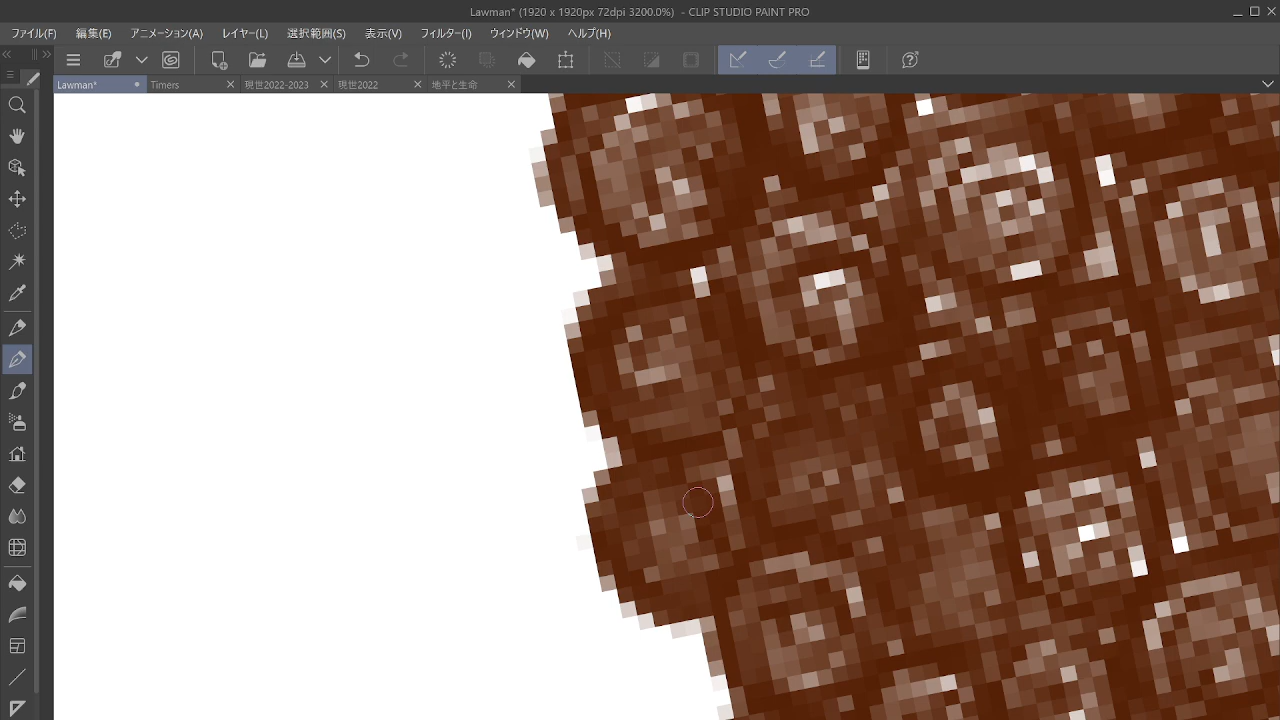 Lawman* (1920 x 1920px 72dpi 3200.0%) - CLIP STUDIO PAINT PRO
ファイル(F) 編集(E) アニメーション(A) レイヤー(L) 選択範囲(S) 表示(V) フィルター(I) ウィンドウ(W) ヘルプ(H)
Lawman* Timers 現世2022-2023 現世2022 地平と生命